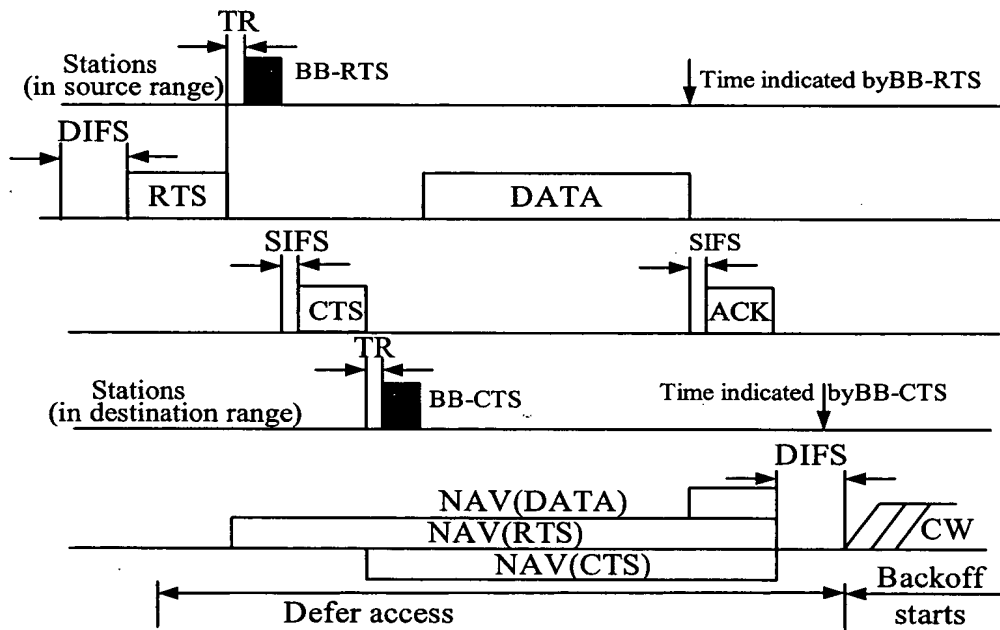 TR
Stations
(in source range)
BB-RTS
Time indicated byBB-RTS
DIFS
RTS
DATA
SIFS
SIFS
CTS
ACK
TR
Stations
(in destination range)
BB-CTS
Time indicated byBB-CTS
DIFS
NAV(DATA)
NAV(RTS)
CW
NAV(CTS)
Defer access
Backoff
starts